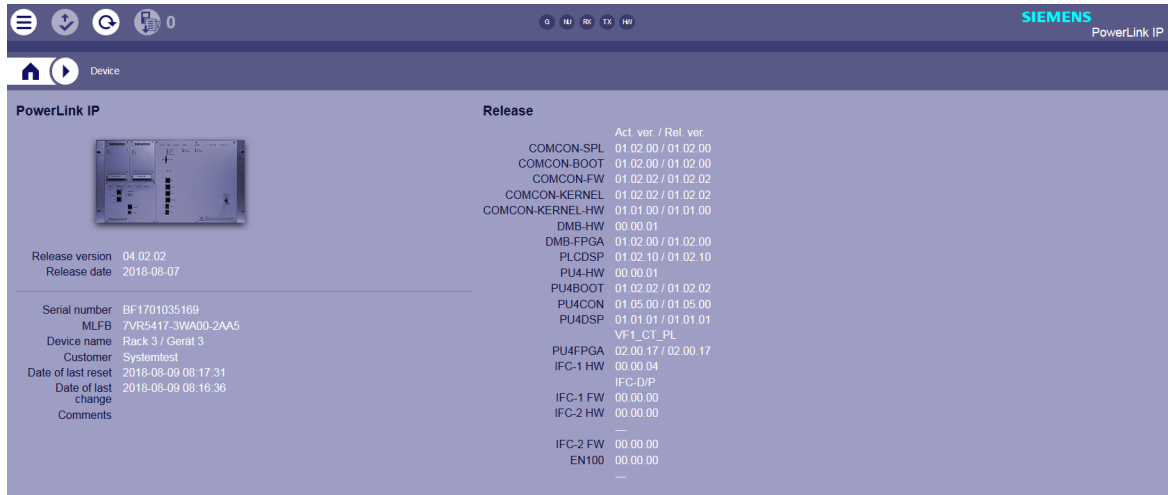 0
G NU RX TX HW
SIEMENS
PowerLink IP
Device
PowerLink IP
SIEMENS SIEMENS
Release version 04.02.02
Release date 2018-08-07
Serial number BF1701035169
MLFB 7VR5417-3WA00-2AA5
Device name Rack 3 / Gerät 3
Customer Systemtest
Date of last reset 2018-08-09 08:17:31
Date of last change 2018-08-09 08:16:36
Comments
Release
Act. ver. / Rel. ver.
COMCON-SPL 01.02.00 / 01.02.00
COMCON-BOOT 01.02.00 / 01.02.00
COMCON-FW 01.02.02 / 01.02.02
COMCON-KERNEL 01.02.02 / 01.02.02
COMCON-KERNEL-HW 01.01.00 / 01.01.00
DMB-HW 00.00.01
DMB-FPGA 01.02.00 / 01.02.00
PLCDSP 01.02.10 / 01.02.10
PU4-HW 00.00.01
PU4BOOT 01.02.02 / 01.02.02
PU4CON 01.05.00 / 01.05.00
PU4DSP 01.01.01 / 01.01.01
VF1_CT_PL
PU4FPGA 02.00.17 / 02.00.17
IFC-1 HW 00.00.04
IFC-D/P
IFC-1 FW 00.00.00
IFC-2 HW 00.00.00
---
IFC-2 FW 00.00.00
EN100 00.00.00
---